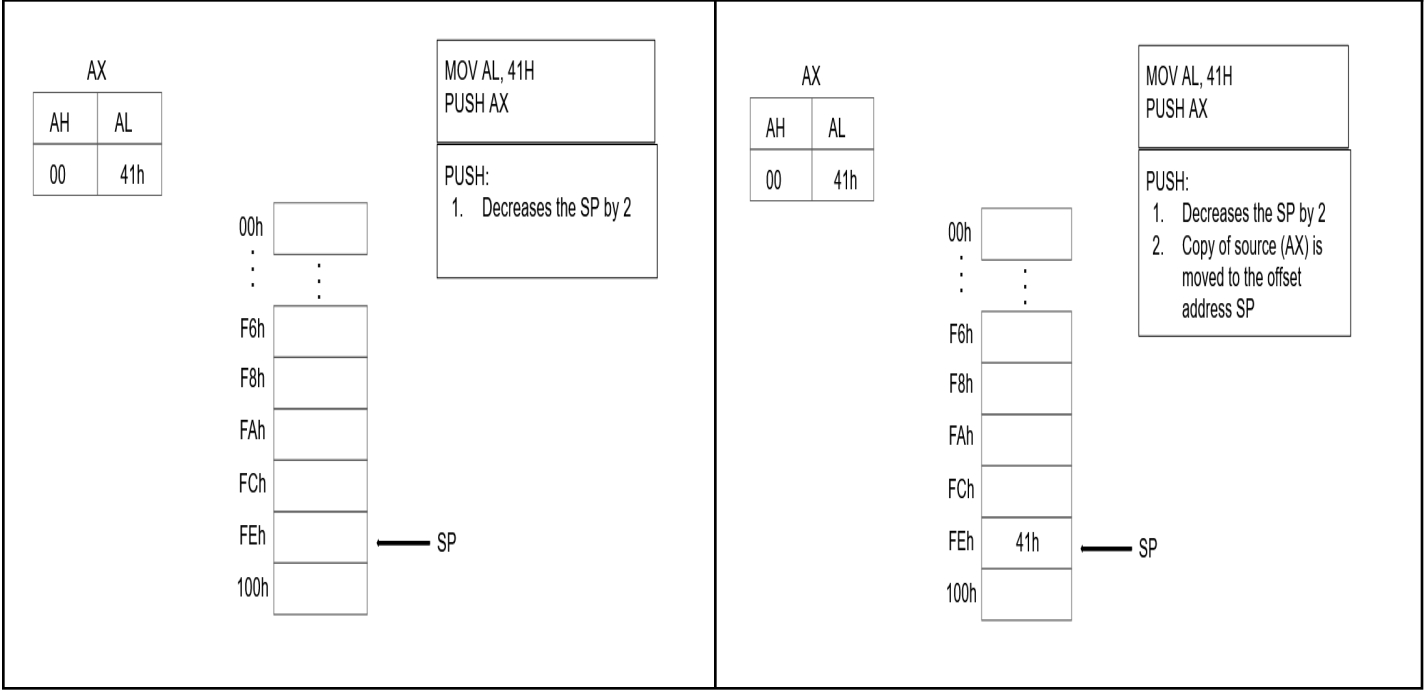 AX
AH AL
00 41h
MOV AL, 41H
PUSH AX
PUSH:
1. Decreases the SP by 2
00h
F6h
F8h
FAh
FCh
FEh SP
100h
AX
AH AL
00 41h
MOV AL, 41H
PUSH AX
PUSH:
1. Decreases the SP by 2
2. Copy of source (AX) is
moved to the offset
address SP
00h
F6h
F8h
FAh
FCh
FEh 41h SP
100h